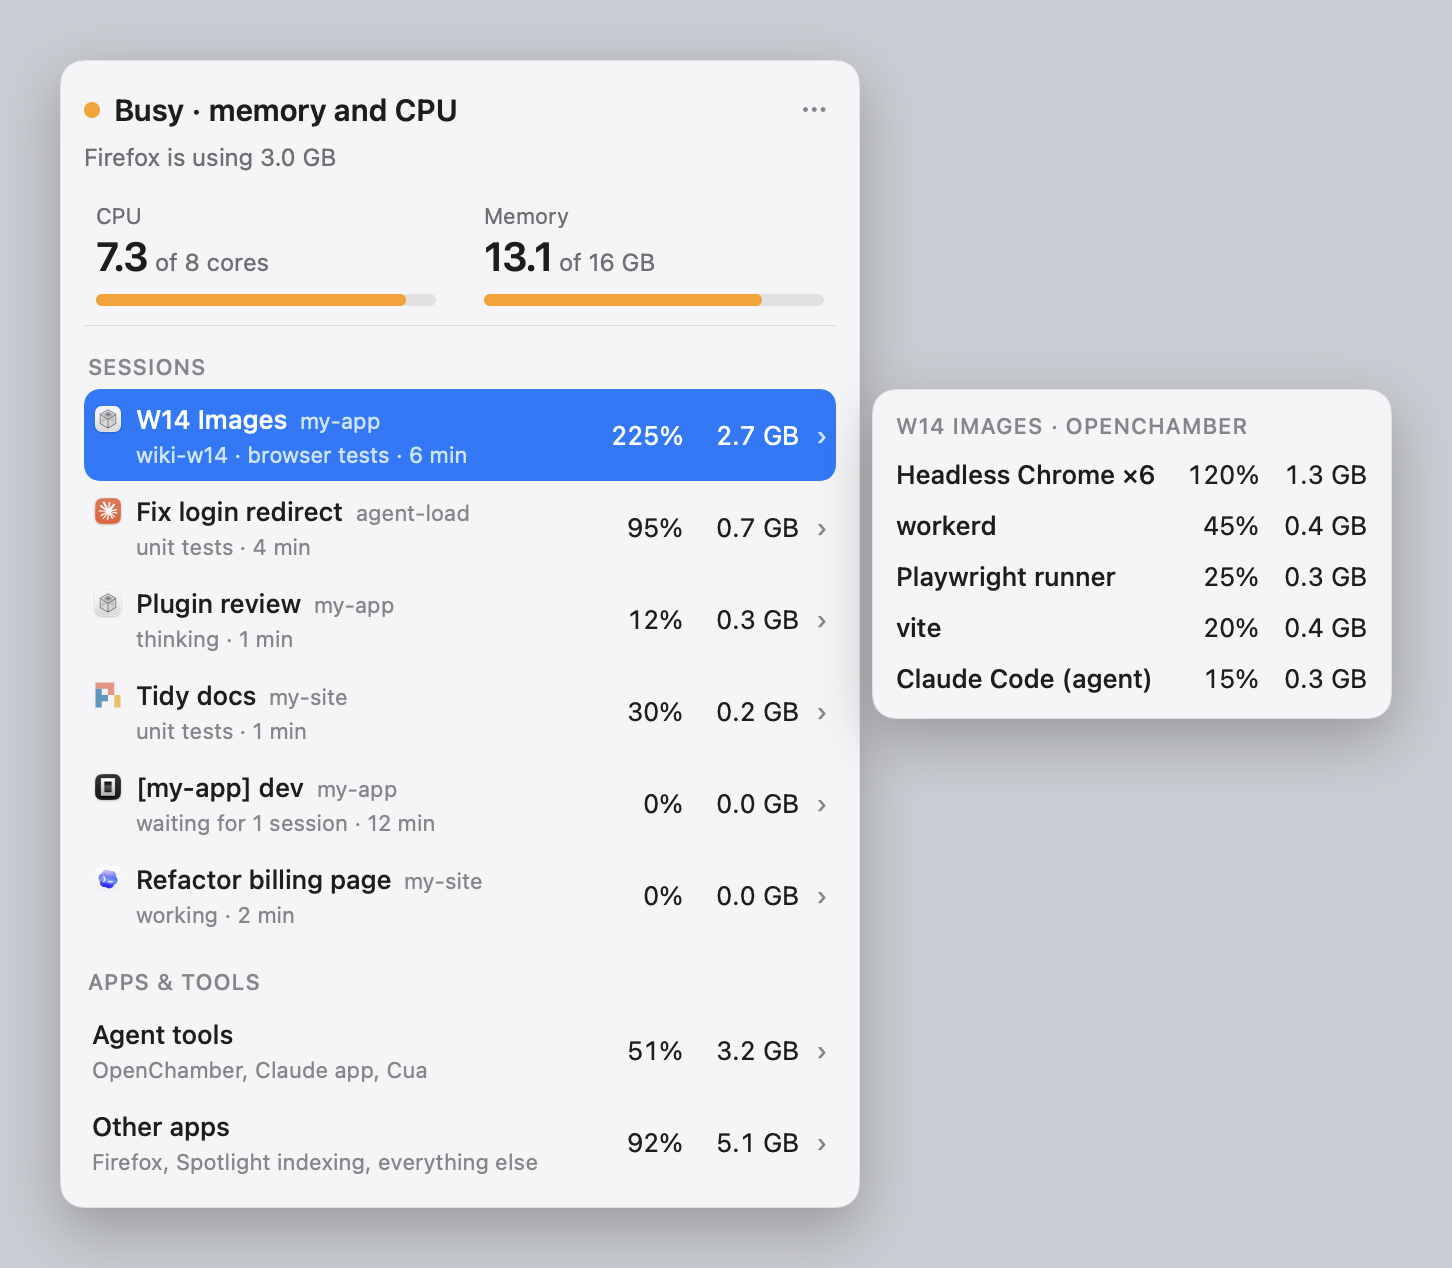 Busy · memory and CPU
Firefox is using 3.0 GB
CPU
7.3 of 8 cores
Memory
13.1 of 16 GB
SESSIONS
W14 Images my-app 225% 2.7 GB
wiki-w14 · browser tests · 6 min
Fix login redirect agent-load 95% 0.7 GB
unit tests · 4 min
Plugin review my-app 12% 0.3 GB
thinking · 1 min
Tidy docs my-site 30% 0.2 GB
unit tests · 1 min
[my-app] dev my-app 0% 0.0 GB
waiting for 1 session · 12 min
Refactor billing page my-site 0% 0.0 GB
working · 2 min
APPS & TOOLS
Agent tools 51% 3.2 GB
OpenChamber, Claude app, Cua
Other apps 92% 5.1 GB
Firefox, Spotlight indexing, everything else
W14 IMAGES · OPENCHAMBER
Headless Chrome ×6 120% 1.3 GB
workerd 45% 0.4 GB
Playwright runner 25% 0.3 GB
vite 20% 0.4 GB
Claude Code (agent) 15% 0.3 GB